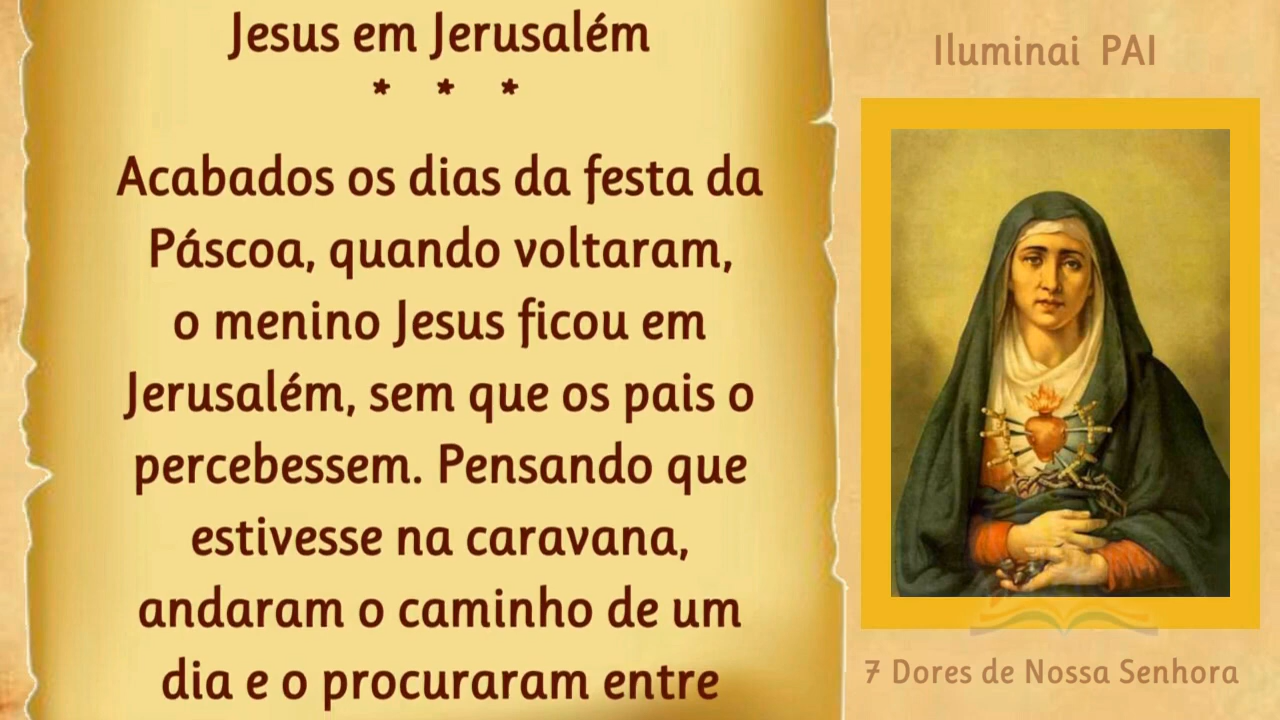 Jesus em Jerusalém
* * *
Acabados os dias da festa da
Páscoa, quando voltaram,
o menino Jesus ficou em
Jerusalém, sem que os pais o
percebessem. Pensando que
estivesse na caravana,
andaram o caminho de um
dia e o procuraram entre
Iluminai PAI
7 Dores de Nossa Senhora